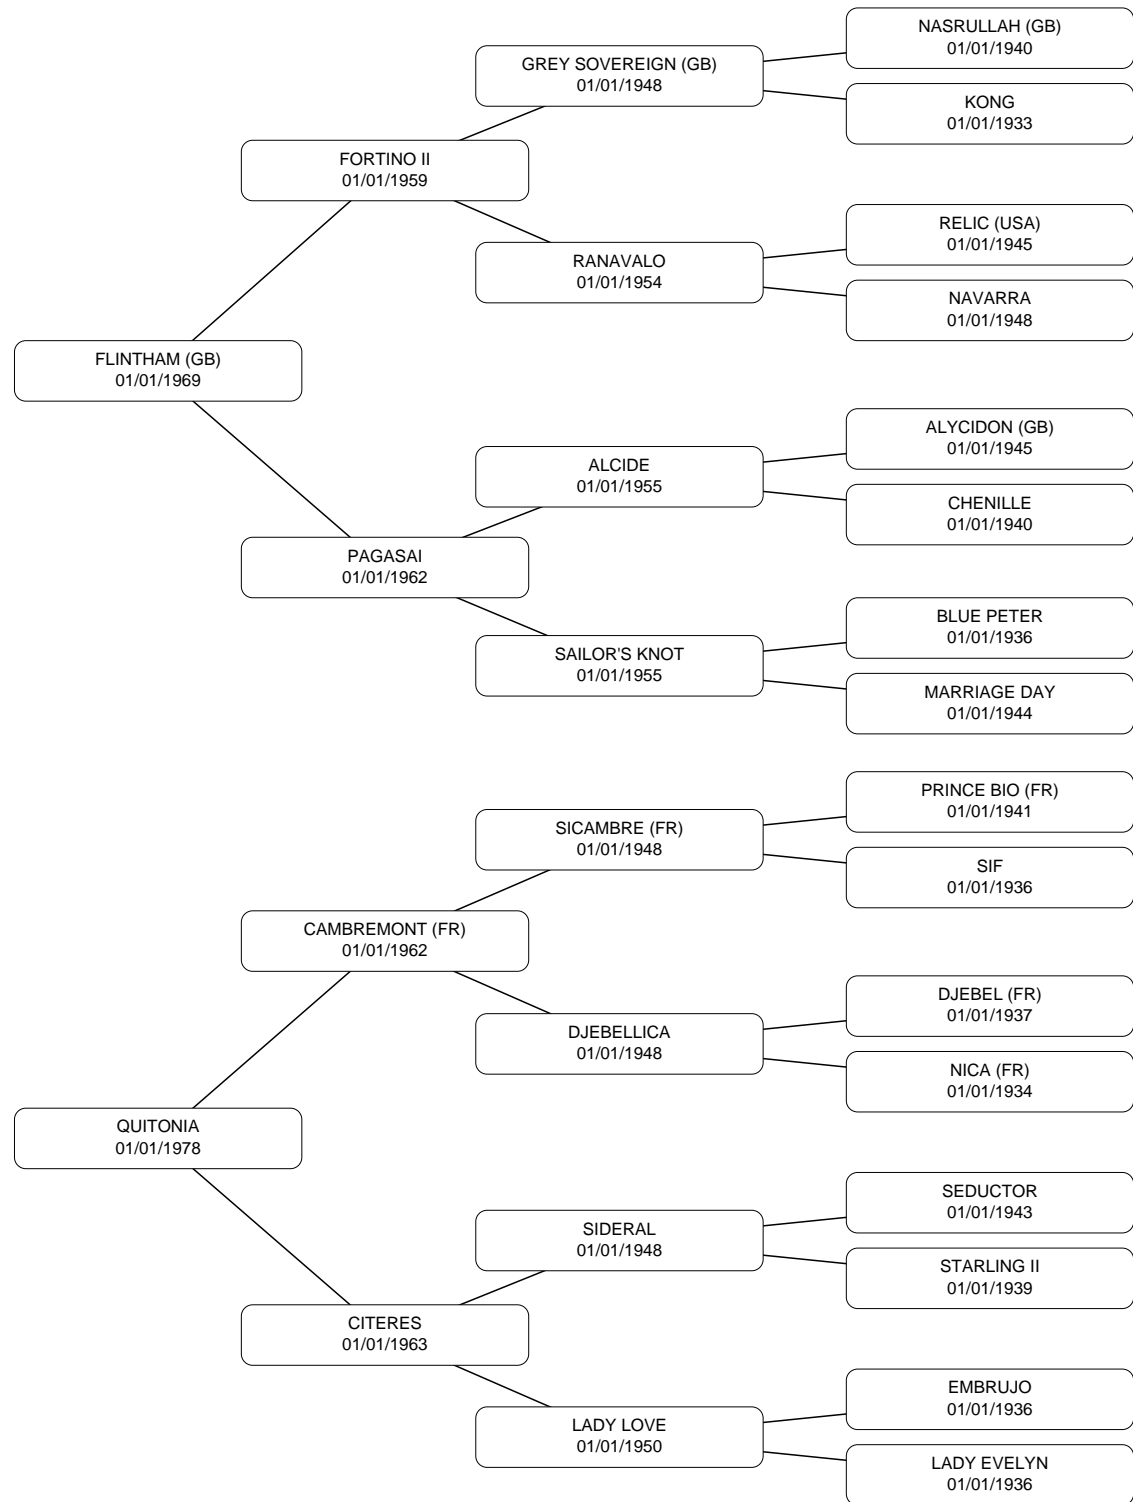 NASRULLAH (GB)
01/01/1940
GREY SOVEREIGN (GB)
01/01/1948
KONG
01/01/1933
FORTINO II
01/01/1959
RELIC (USA)
01/01/1945
RANAVALO
01/01/1954
NAVARRA
01/01/1948
FLINTHAM (GB)
01/01/1969
ALYCIDON (GB)
01/01/1945
ALCIDE
01/01/1955
CHENILLE
01/01/1940
PAGASAI
01/01/1962
BLUE PETER
01/01/1936
SAILOR'S KNOT
01/01/1955
MARRIAGE DAY
01/01/1944
PRINCE BIO (FR)
01/01/1941
SICAMBRE (FR)
01/01/1948
SIF
01/01/1936
CAMBREMONT (FR)
01/01/1962
DJEBEL (FR)
01/01/1937
DJEBELLICA
01/01/1948
NICA (FR)
01/01/1934
QUITONIA
01/01/1978
SEDUCTOR
01/01/1943
SIDERAL
01/01/1948
STARLING II
01/01/1939
CITERES
01/01/1963
EMBRUJO
01/01/1936
LADY LOVE
01/01/1950
LADY EVELYN
01/01/1936